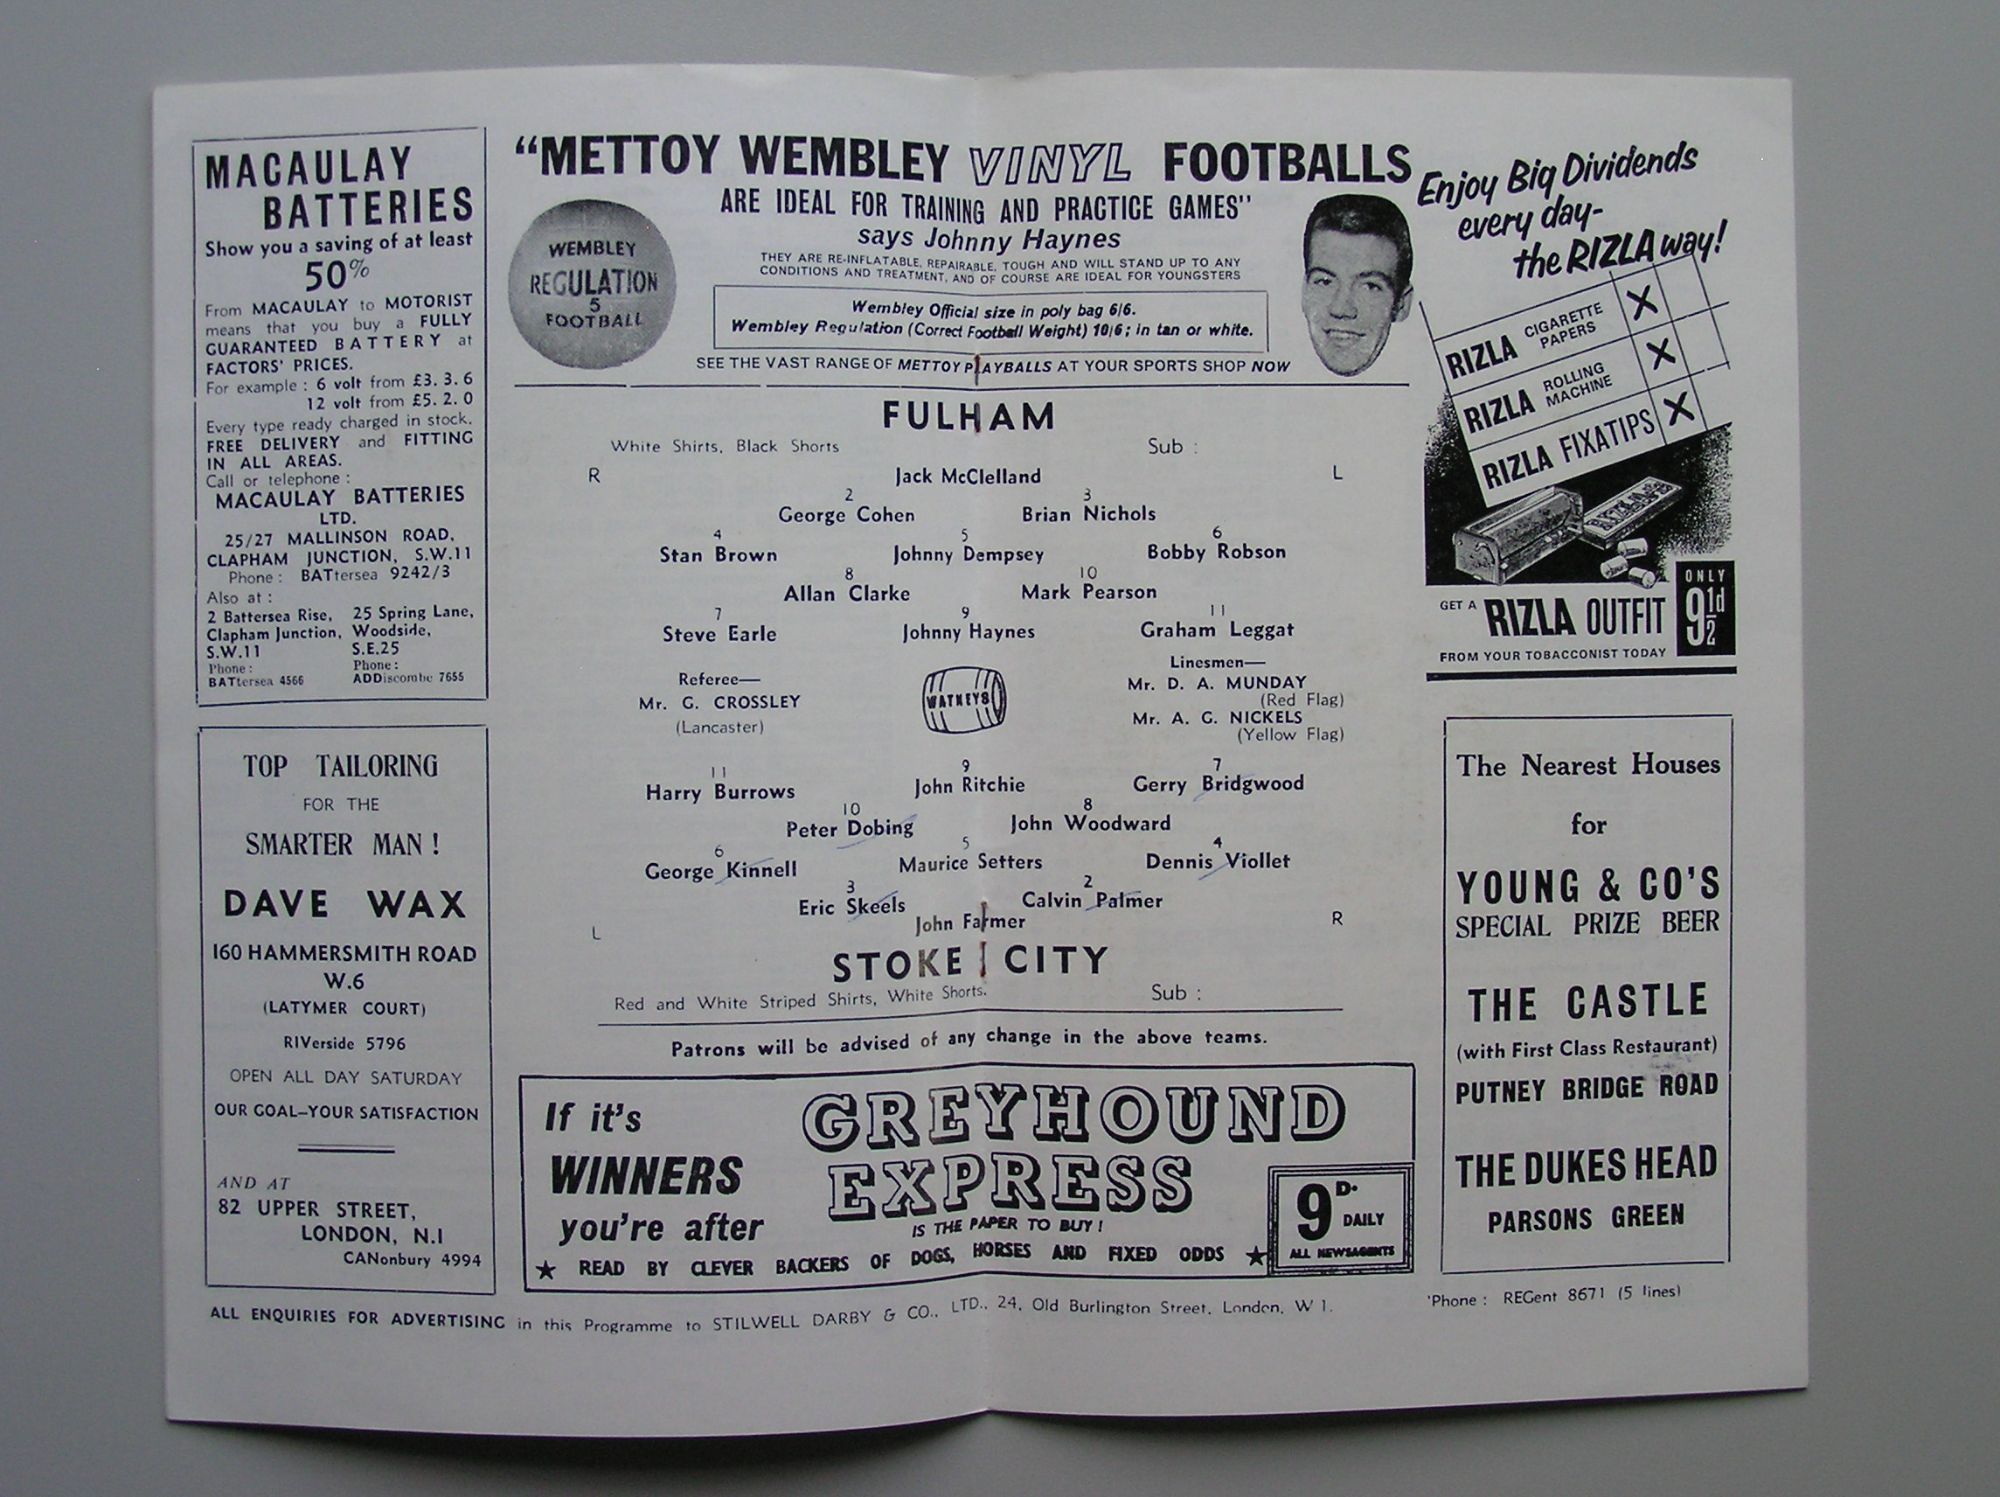 MACAULAY
BATTERIES
Show you a saving of at least
50%
From MACAULAY to MOTORIST
means that you buy a FULLY
GUARANTEED BATTERY at
FACTORS' PRICES.
For example : 6 volt from £3. 3. 6
12 volt from £5. 2. 0
Every type ready charged in stock.
FREE DELIVERY and FITTING
IN ALL AREAS.
Call or telephone :
MACAULAY BATTERIES
LTD.
25/27 MALLINSON ROAD,
CLAPHAM JUNCTION, S.W.11
Phone : BATtersea 9242/3
Also at :
2 Battersea Rise,
Clapham Junction,
S.W.11
Phone :
BATtersea 4566
25 Spring Lane,
Woodside,
S.E.25
Phone :
ADDiscombe 7655
TOP TAILORING
FOR THE
SMARTER MAN !
DAVE WAX
160 HAMMERSMITH ROAD
W.6
(LATYMER COURT)
RIVerside 5796
OPEN ALL DAY SATURDAY
OUR GOAL—YOUR SATISFACTION
AND AT
82 UPPER STREET,
LONDON, N.1
CANonbury 4994
"METTOY WEMBLEY VINYL FOOTBALLS
ARE IDEAL FOR TRAINING AND PRACTICE GAMES"
says Johnny Haynes
THEY ARE RE-INFLATABLE, REPAIRABLE, TOUGH AND WILL STAND UP TO ANY
CONDITIONS AND TREATMENT, AND OF COURSE ARE IDEAL FOR YOUNGSTERS
WEMBLEY
REGULATION
5
FOOTBALL
Wembley Official size in poly bag 6/6.
Wembley Regulation (Correct Football Weight) 10/6; in tan or white.
SEE THE VAST RANGE OF METTOY PLAYBALLS AT YOUR SPORTS SHOP NOW
FULHAM
White Shirts, Black Shorts Sub :
R Jack McClelland L
2 3
George Cohen Brian Nichols
4 5 6
Stan Brown Johnny Dempsey Bobby Robson
8 10
Allan Clarke Mark Pearson
7 9 11
Steve Earle Johnny Haynes Graham Leggat
Referee—
Mr. G. CROSSLEY
(Lancaster)
WATNEYS
Linesmen—
Mr. D. A. MUNDAY
(Red Flag)
Mr. A. G. NICKELS
(Yellow Flag)
11 9 7
Harry Burrows John Ritchie Gerry Bridgwood
10 8
Peter Dobing John Woodward
6 5 4
George Kinnell Maurice Setters Dennis Viollet
3 2
Eric Skeels Calvin Palmer
L John Farmer R
STOKE CITY
Red and White Striped Shirts, White Shorts. Sub :
Patrons will be advised of any change in the above teams.
If it's
WINNERS
you're after
GREYHOUND
EXPRESS
IS THE PAPER TO BUY !
★ READ BY CLEVER BACKERS OF DOGS, HORSES AND FIXED ODDS ★
9D.
DAILY
ALL NEWSAGENTS
Enjoy Big Dividends
every day-
the RIZLA way!
RIZLA CIGARETTE PAPERS X
RIZLA ROLLING MACHINE X
RIZLA FIXATIPS X
RIZLA
GET A RIZLA OUTFIT
ONLY
9½d
FROM YOUR TOBACCONIST TODAY
The Nearest Houses
for
YOUNG & CO'S
SPECIAL PRIZE BEER
THE CASTLE
(with First Class Restaurant)
PUTNEY BRIDGE ROAD
THE DUKES HEAD
PARSONS GREEN
ALL ENQUIRIES FOR ADVERTISING in this Programme to STILWELL DARBY & CO., LTD., 24, Old Burlington Street, London, W 1. 'Phone : REGent 8671 (5 lines)